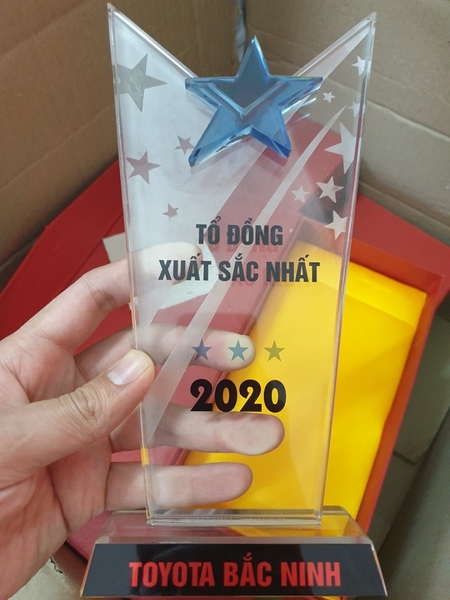 TỔ ĐỒNG
XUẤT SẮC NHẤT
2020
TOYOTA BẮC NINH